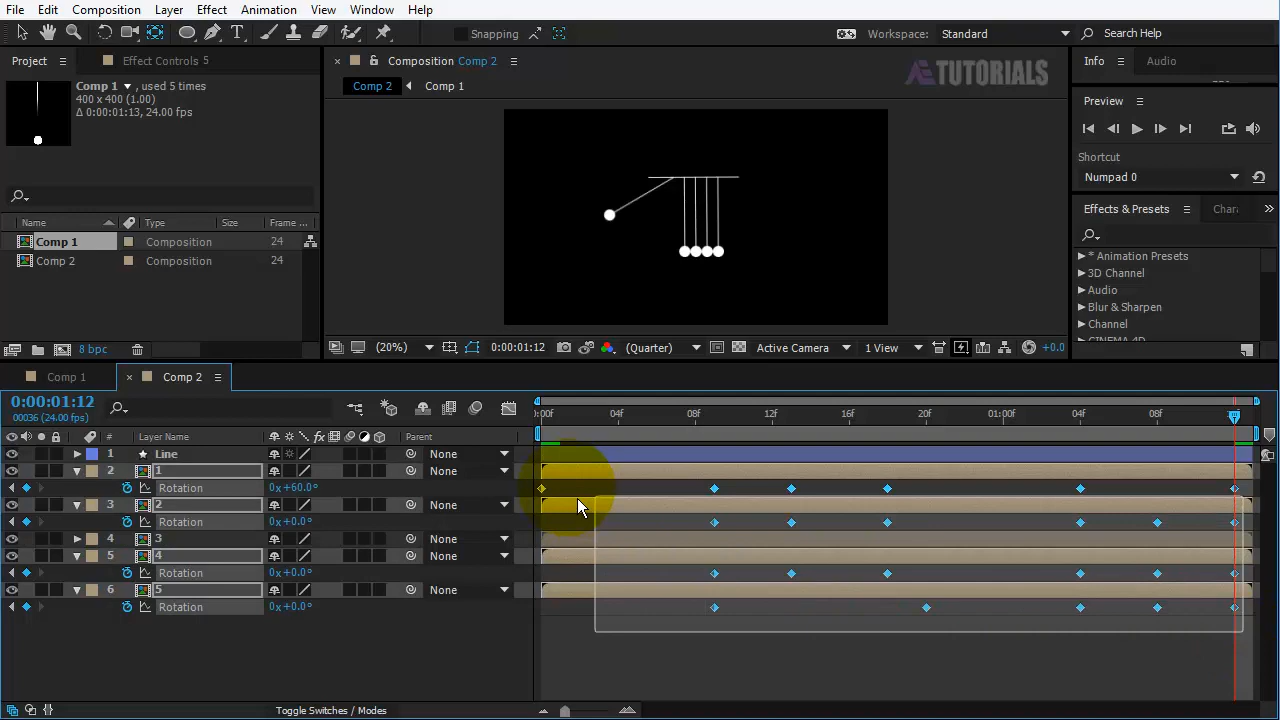 File Edit Composition Layer Effect Animation View Window Help
Snapping
Workspace: Standard
Search Help
Project
Effect Controls 5
Composition Comp 2
Info
Audio
Comp 1 , used 5 times
400 x 400 (1.00)
Δ 0:00:01:13, 24.00 fps
Comp 2 Comp 1
AETUTORIALS
Preview
Shortcut
Numpad 0
Name Type Size Frame ...
Comp 1 Composition 24
Comp 2 Composition 24
Effects & Presets
Chara
* Animation Presets
3D Channel
Audio
Blur & Sharpen
Channel
CINEMA 4D
8 bpc
(20%) 0:00:01:12 (Quarter) Active Camera 1 View +0.0
Comp 1
Comp 2
0:00:01:12
00036 (24.00 fps)
0:00F 04F 08F 12F 16F 20F 01:00F 04F 08F
# Layer Name Parent
1 Line None
2 1 None
Rotation 0x+60.0°
3 2 None
Rotation 0x+0.0°
4 3 None
5 4 None
Rotation 0x+0.0°
6 5 None
Rotation 0x+0.0°
Toggle Switches / Modes